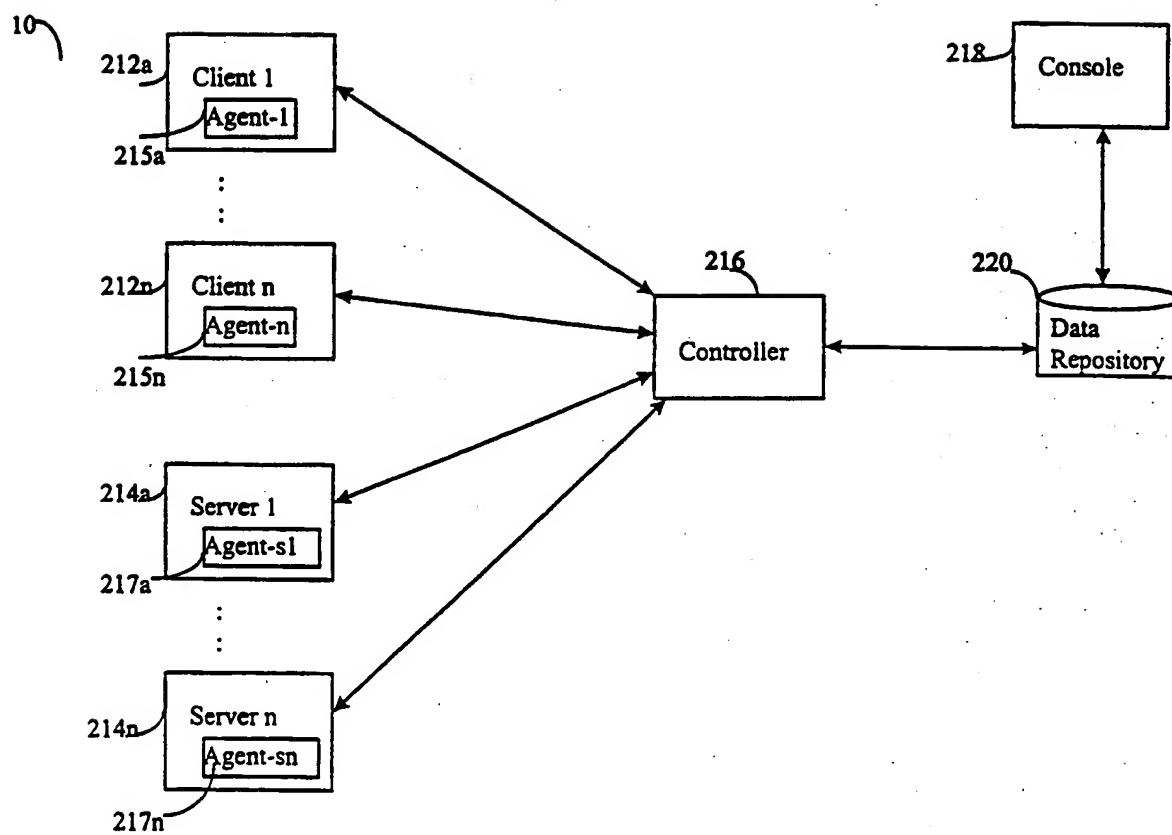 10
212a
Client 1
Agent-1
215a
218
Console
212n
Client n
Agent-n
215n
216
Controller
220
Data
Repository
214a
Server 1
Agent-s1
217a
214n
Server n
Agent-sn
217n